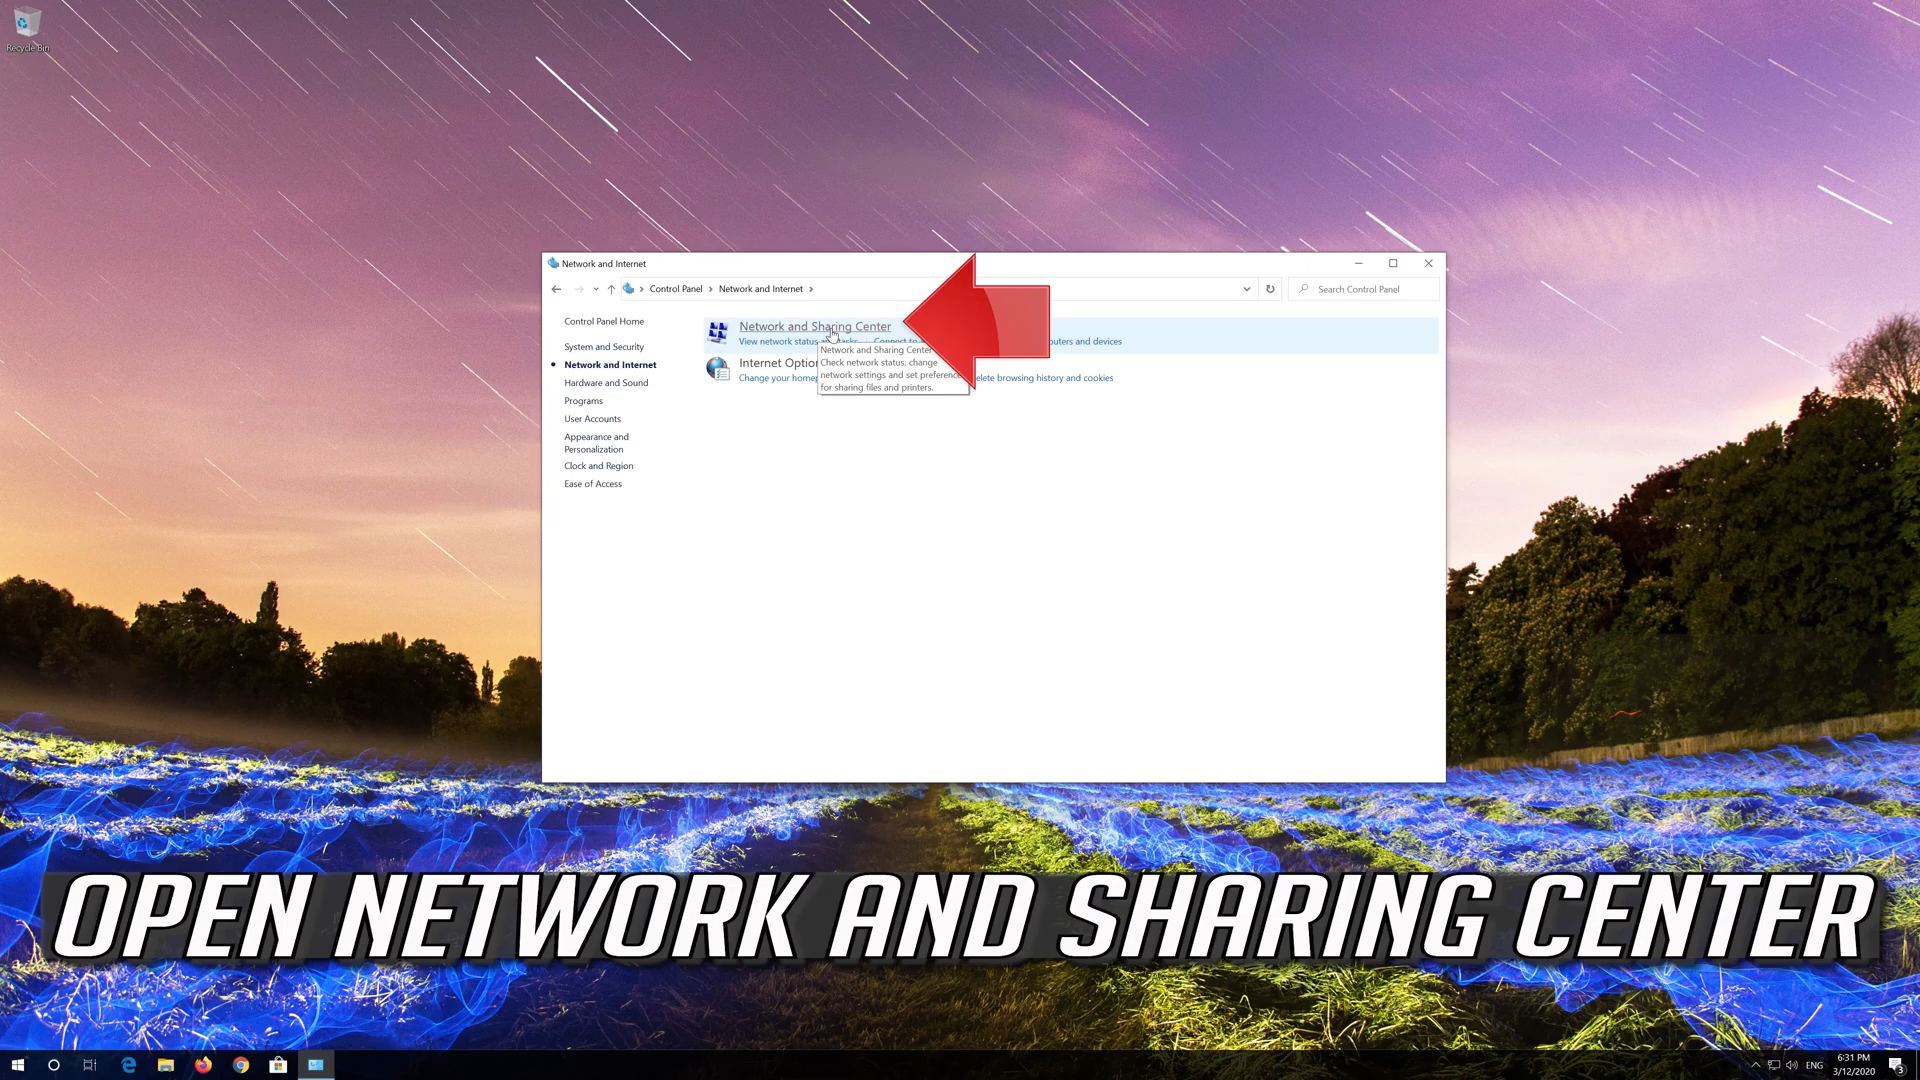 Recycle Bin
Network and Internet
Control Panel
Network and Internet
Search Control Panel
Control Panel Home
System and Security
Network and Internet
Hardware and Sound
Programs
User Accounts
Appearance and
Personalization
Clock and Region
Ease of Access
Network and Sharing Center
View network status and tasks Connect to a uters and devices
Internet Option
Change your homep elete browsing history and cookies
Network and Sharing Center
Check network status, change
network settings and set preference
for sharing files and printers.
OPEN NETWORK AND SHARING CENTER
ENG
6:31 PM
3/12/2020
3